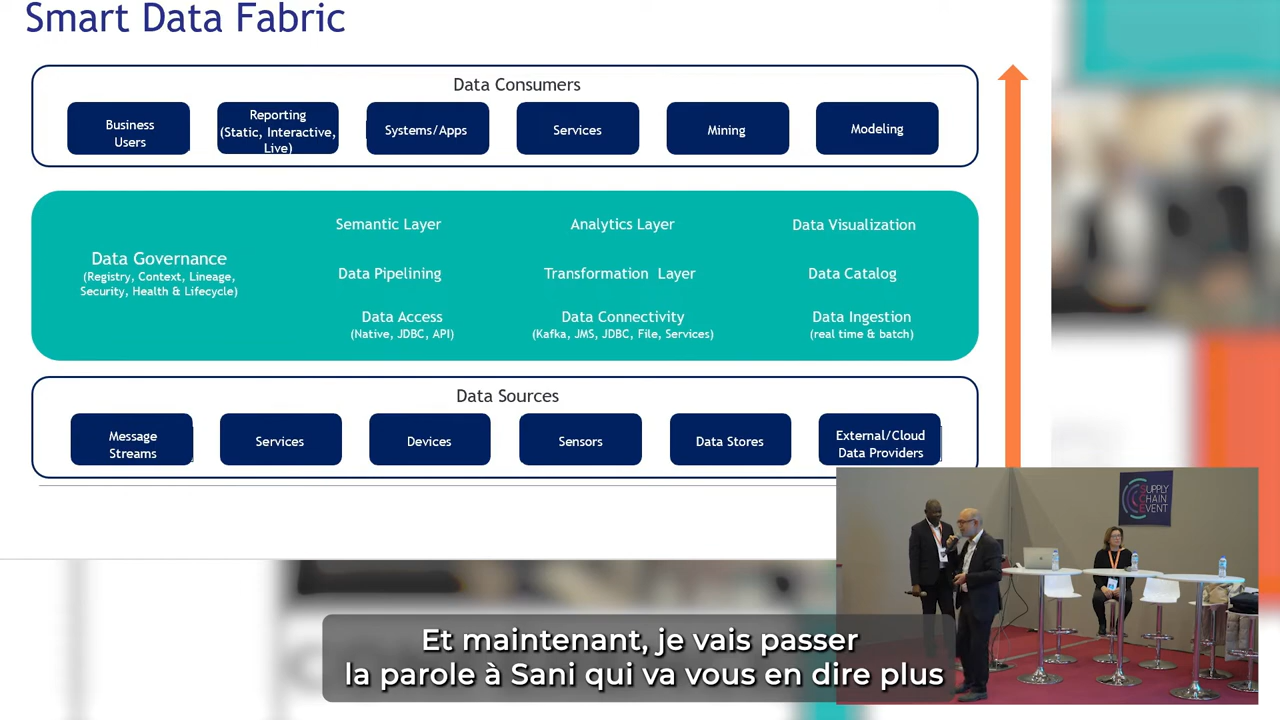 Smart Data Fabric
Data Consumers
Business
Users
Reporting
(Static, Interactive,
Live)
Systems/Apps
Services
Mining
Modeling
Semantic Layer
Analytics Layer
Data Visualization
Data Governance
(Registry, Context, Lineage,
Security, Health & Lifecycle)
Data Pipelining
Transformation Layer
Data Catalog
Data Access
(Native, JDBC, API)
Data Connectivity
(Kafka, JMS, JDBC, File, Services)
Data Ingestion
(real time & batch)
Data Sources
Message
Streams
Services
Devices
Sensors
Data Stores
External/Cloud
Data Providers
SUPPLY
CHAIN
EVENT
Et maintenant, je vais passer
la parole à Sani qui va vous en dire plus